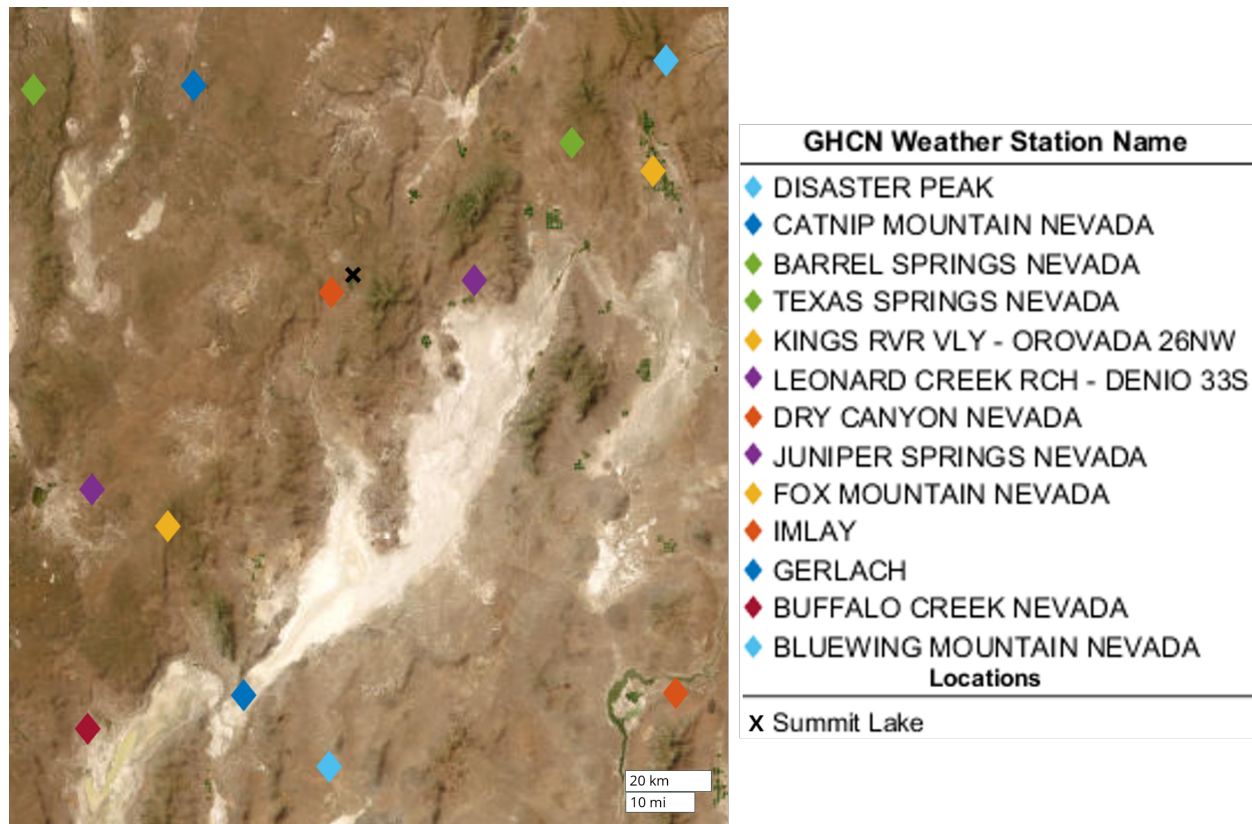 20 km
10 mi
GHCN Weather Station Name
DISASTER PEAK
CATNIP MOUNTAIN NEVADA
BARREL SPRINGS NEVADA
TEXAS SPRINGS NEVADA
KINGS RVR VLY - OROVADA 26NW
LEONARD CREEK RCH - DENIO 33S
DRY CANYON NEVADA
JUNIPER SPRINGS NEVADA
FOX MOUNTAIN NEVADA
IMLAY
GERLACH
BUFFALO CREEK NEVADA
BLUEWING MOUNTAIN NEVADA
Locations
X Summit Lake